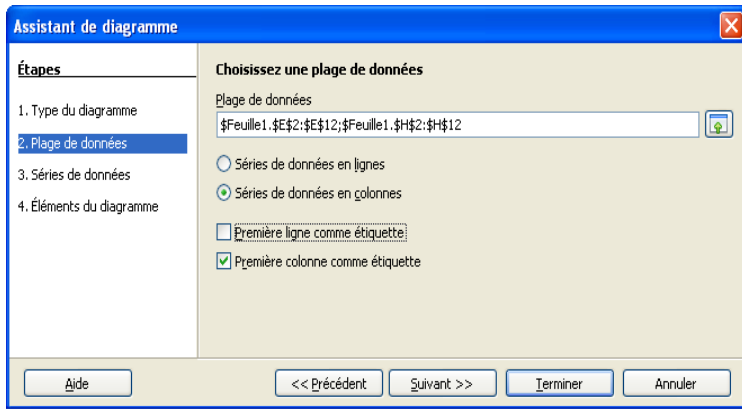 Assistant de diagramme
Étapes
1. Type du diagramme
2. Plage de données
3. Séries de données
4. Éléments du diagramme
Choisissez une plage de données
Plage de données
$Feuille1.$E$2:$E$12;$Feuille1.$H$2:$H$12
Séries de données en lignes
Séries de données en colonnes
Première ligne comme étiquette
Première colonne comme étiquette
Aide
<< Précédent
Suivant >>
Terminer
Annuler